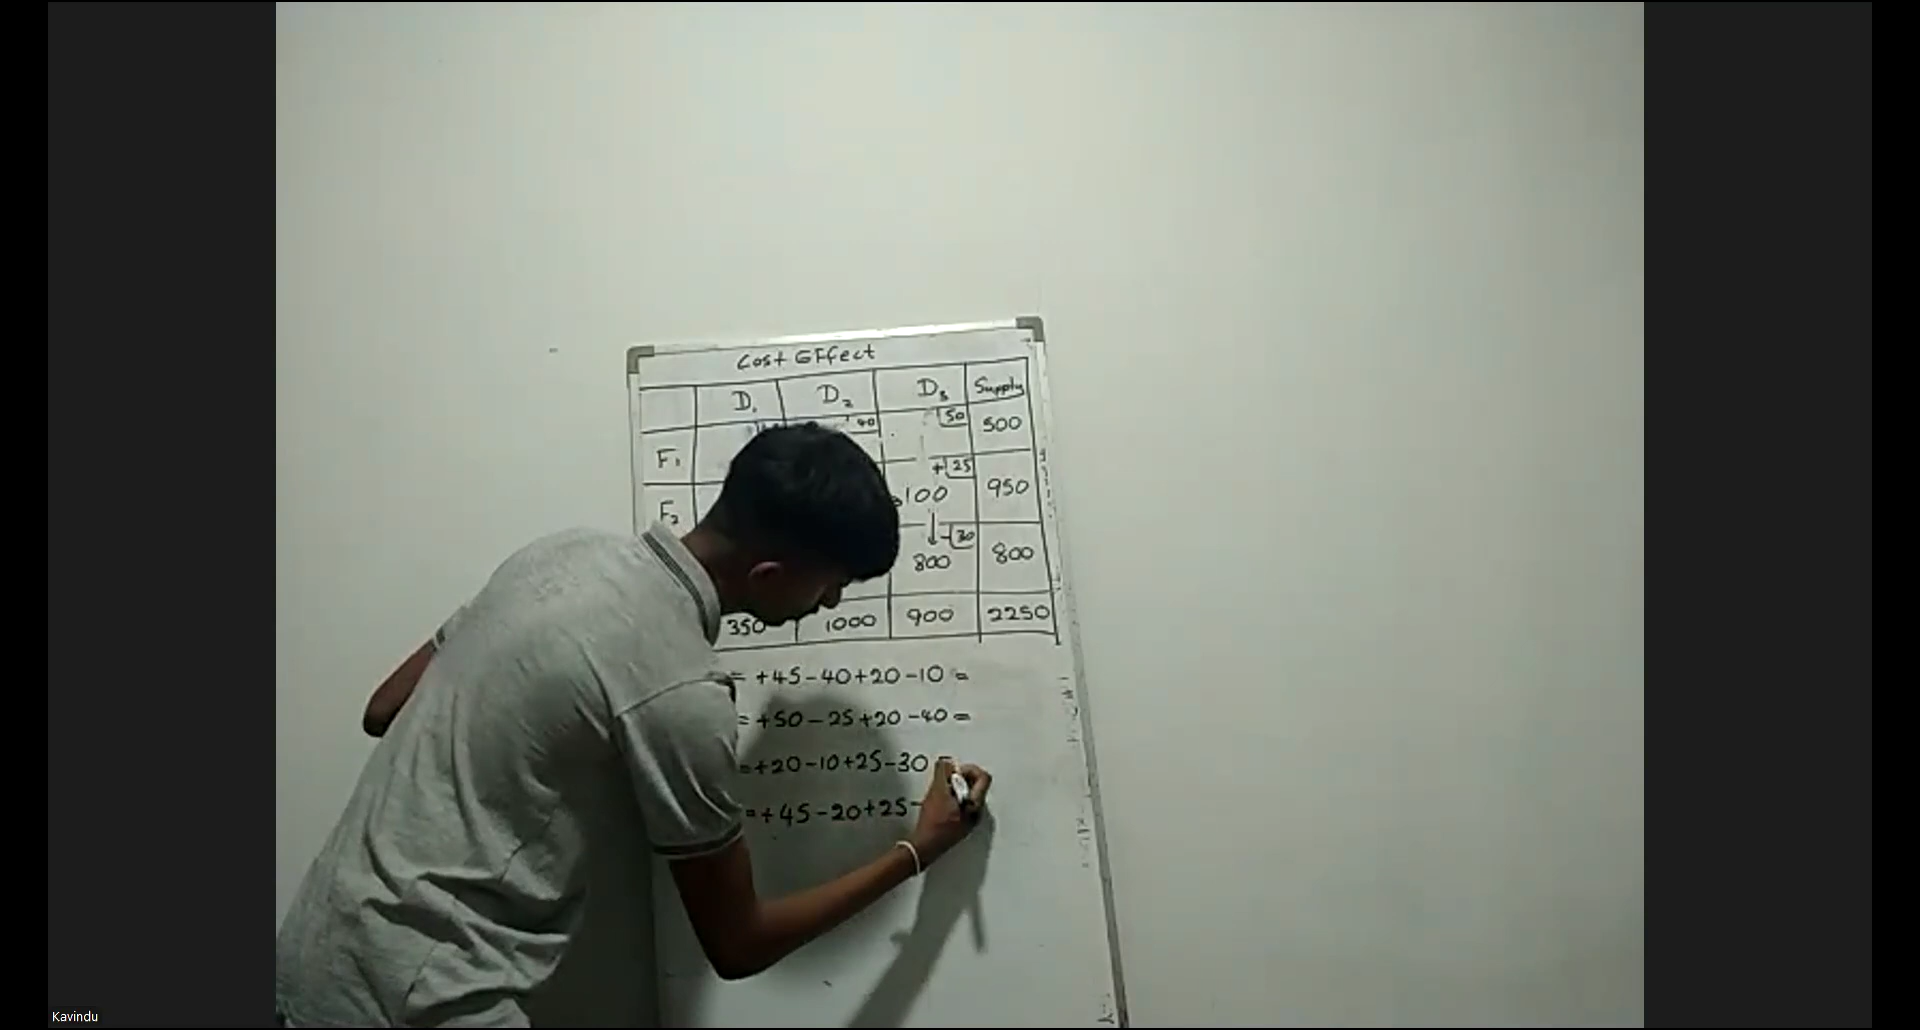 Cost Effect
D₁ D₂ D₃ Supply
40 50 500
F₁
+ 25
F₂ 100 950
- 30
800 800
350 1000 900 2250
= +45-40+20-10 =
= +50-25+20-40 =
= +20-10+25-30 =
= +45-20+25-
Kavindu